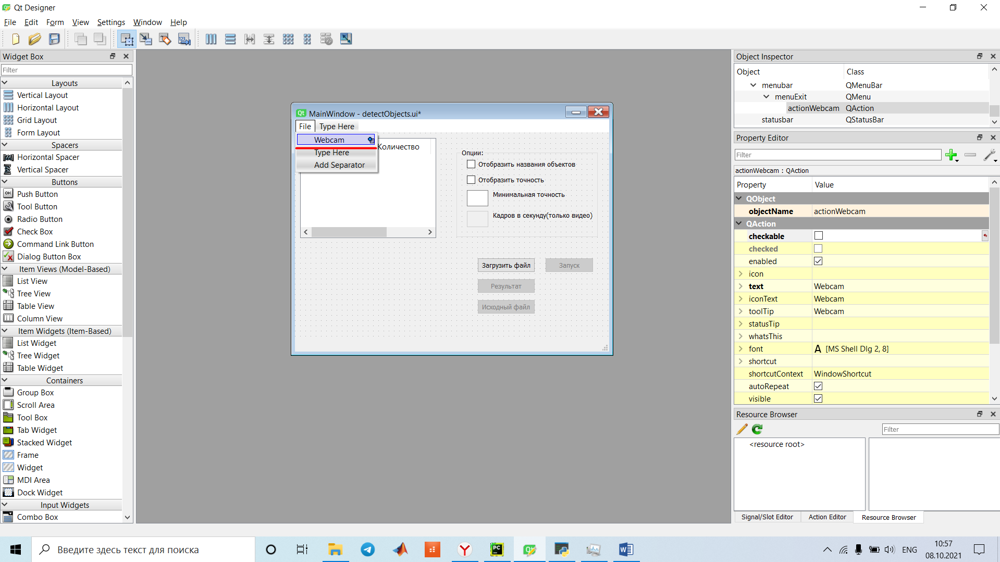 Qt Designer
File Edit Form View Settings Window Help
Widget Box
Filter
Layouts
Vertical Layout
Horizontal Layout
Grid Layout
Form Layout
Spacers
Horizontal Spacer
Vertical Spacer
Buttons
Push Button
Tool Button
Radio Button
Check Box
Command Link Button
Dialog Button Box
Item Views (Model-Based)
List View
Tree View
Table View
Column View
Item Widgets (Item-Based)
List Widget
Tree Widget
Table Widget
Containers
Group Box
Scroll Area
Tool Box
Tab Widget
Stacked Widget
Frame
Widget
MDI Area
Dock Widget
Input Widgets
Combo Box
MainWindow - detectObjects.ui*
File Type Here
Webcam
Type Here
Add Separator
Количество
Опции:
Отобразить названия объектов
Отобразить точность
Минимальная точность
Кадров в секунду(только видео)
Загрузить файл Запуск
Результат
Исходный файл
Object Inspector
Object Class
menubar QMenuBar
menuExit QMenu
actionWebcam QAction
statusbar QStatusBar
Property Editor
Filter
actionWebcam : QAction
Property Value
QObject
objectName actionWebcam
QAction
checkable
checked
enabled
icon
text Webcam
iconText Webcam
toolTip Webcam
statusTip
whatsThis
font A [MS Shell Dlg 2, 8]
shortcut
shortcutContext WindowShortcut
autoRepeat
visible
Resource Browser
Filter
<resource root>
Signal/Slot Editor Action Editor Resource Browser
Введите здесь текст для поиска
ENG
10:57
08.10.2021